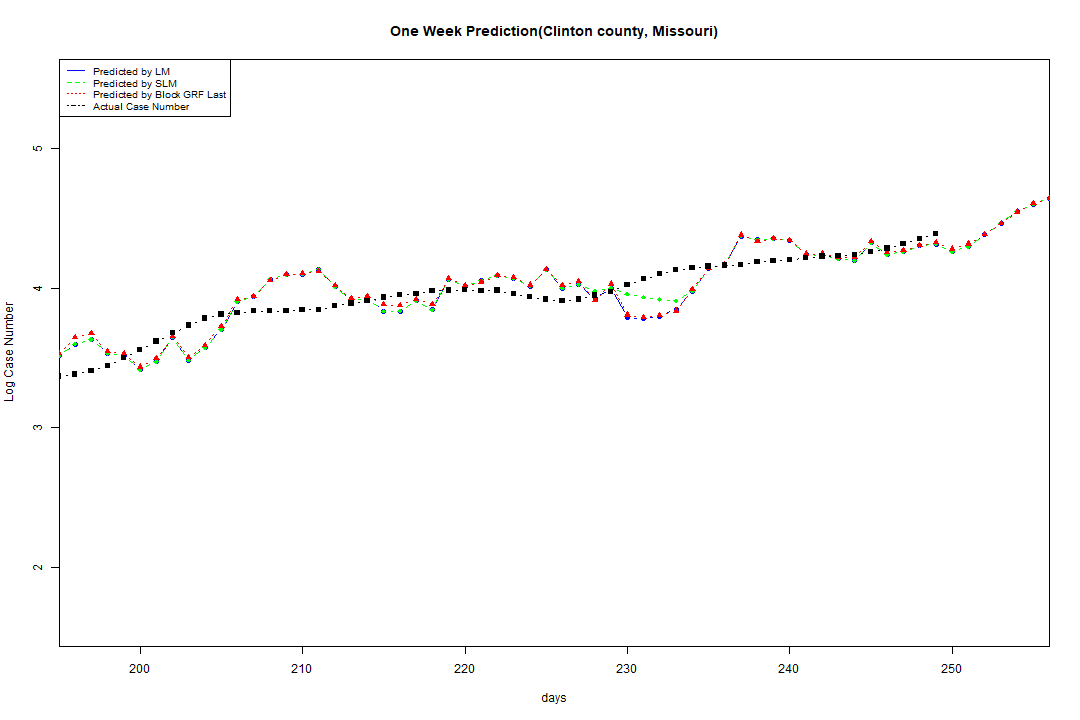 One Week Prediction(Clinton county, Missouri)
Predicted by LM
Predicted by SLM
Predicted by Block GRF Last
Actual Case Number
5
4
3
2
Log Case Number
200 210 220 230 240 250
days